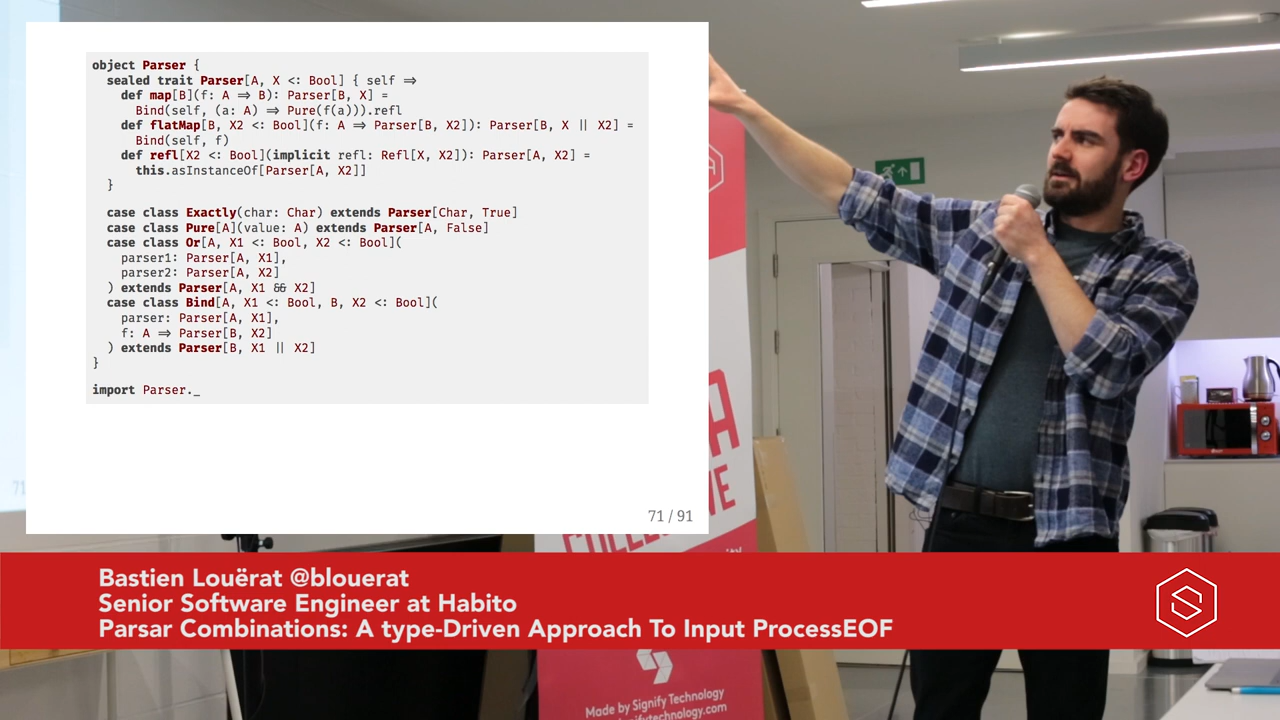 object Parser {
  sealed trait Parser[A, X <: Bool] { self ⇒
    def map[B](f: A ⇒ B): Parser[B, X] =
      Bind(self, (a: A) ⇒ Pure(f(a))).refl
    def flatMap[B, X2 <: Bool](f: A ⇒ Parser[B, X2]): Parser[B, X || X2] =
      Bind(self, f)
    def refl[X2 <: Bool](implicit refl: Refl[X, X2]): Parser[A, X2] =
      this.asInstanceOf[Parser[A, X2]]
  }
  case class Exactly(char: Char) extends Parser[Char, True]
  case class Pure[A](value: A) extends Parser[A, False]
  case class Or[A, X1 <: Bool, X2 <: Bool](
    parser1: Parser[A, X1],
    parser2: Parser[A, X2]
  ) extends Parser[A, X1 && X2]
  case class Bind[A, X1 <: Bool, B, X2 <: Bool](
    parser: Parser[A, X1],
    f: A ⇒ Parser[B, X2]
  ) extends Parser[B, X1 || X2]
}
import Parser._
71 / 91
Bastien Louërat @blouerat
Senior Software Engineer at Habito
Parsar Combinations: A type-Driven Approach To Input ProcessEOF
Made by Signify Technology